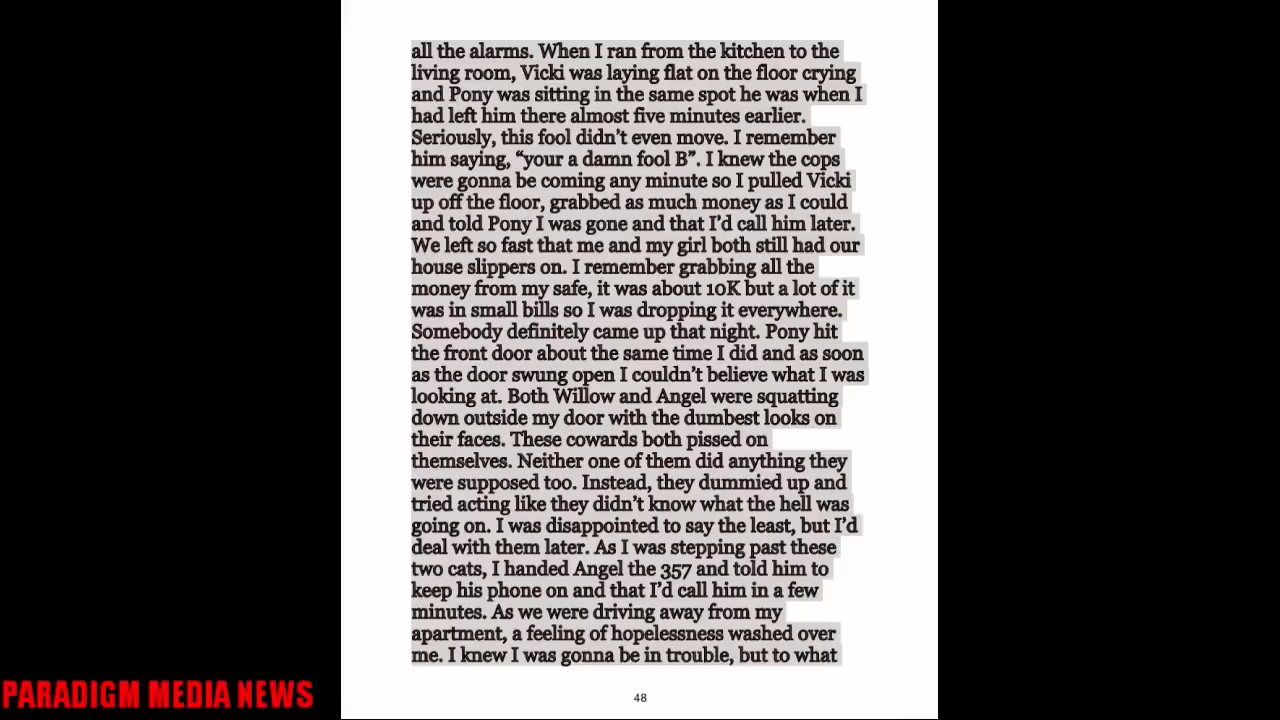 all the alarms. When I ran from the kitchen to the
living room, Vicki was laying flat on the floor crying
and Pony was sitting in the same spot he was when I
had left him there almost five minutes earlier.
Seriously, this fool didn’t even move. I remember
him saying, “your a damn fool B”. I knew the cops
were gonna be coming any minute so I pulled Vicki
up off the floor, grabbed as much money as I could
and told Pony I was gone and that I’d call him later.
We left so fast that me and my girl both still had our
house slippers on. I remember grabbing all the
money from my safe, it was about 10K but a lot of it
was in small bills so I was dropping it everywhere.
Somebody definitely came up that night. Pony hit
the front door about the same time I did and as soon
as the door swung open I couldn’t believe what I was
looking at. Both Willow and Angel were squatting
down outside my door with the dumbest looks on
their faces. These cowards both pissed on
themselves. Neither one of them did anything they
were supposed too. Instead, they dummied up and
tried acting like they didn’t know what the hell was
going on. I was disappointed to say the least, but I’d
deal with them later. As I was stepping past these
two cats, I handed Angel the 357 and told him to
keep his phone on and that I’d call him in a few
minutes. As we were driving away from my
apartment, a feeling of hopelessness washed over
me. I knew I was gonna be in trouble, but to what
48
PARADIGM MEDIA NEWS